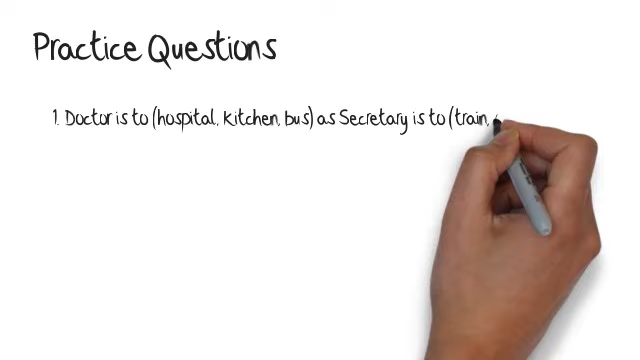 Practice Questions
1. Doctor is to (hospital, kitchen, bus) as Secretary is to (train,